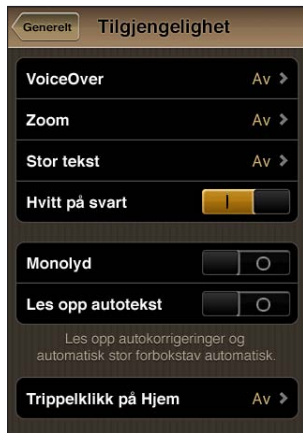 Generelt
Tilgjengelighet
VoiceOver Av
Zoom Av
Stor tekst Av
Hvitt på svart
Monolyd
Les opp autotekst
Les opp autokorrigeringer og
automatisk stor forbokstav automatisk.
Trippelklikk på Hjem Av